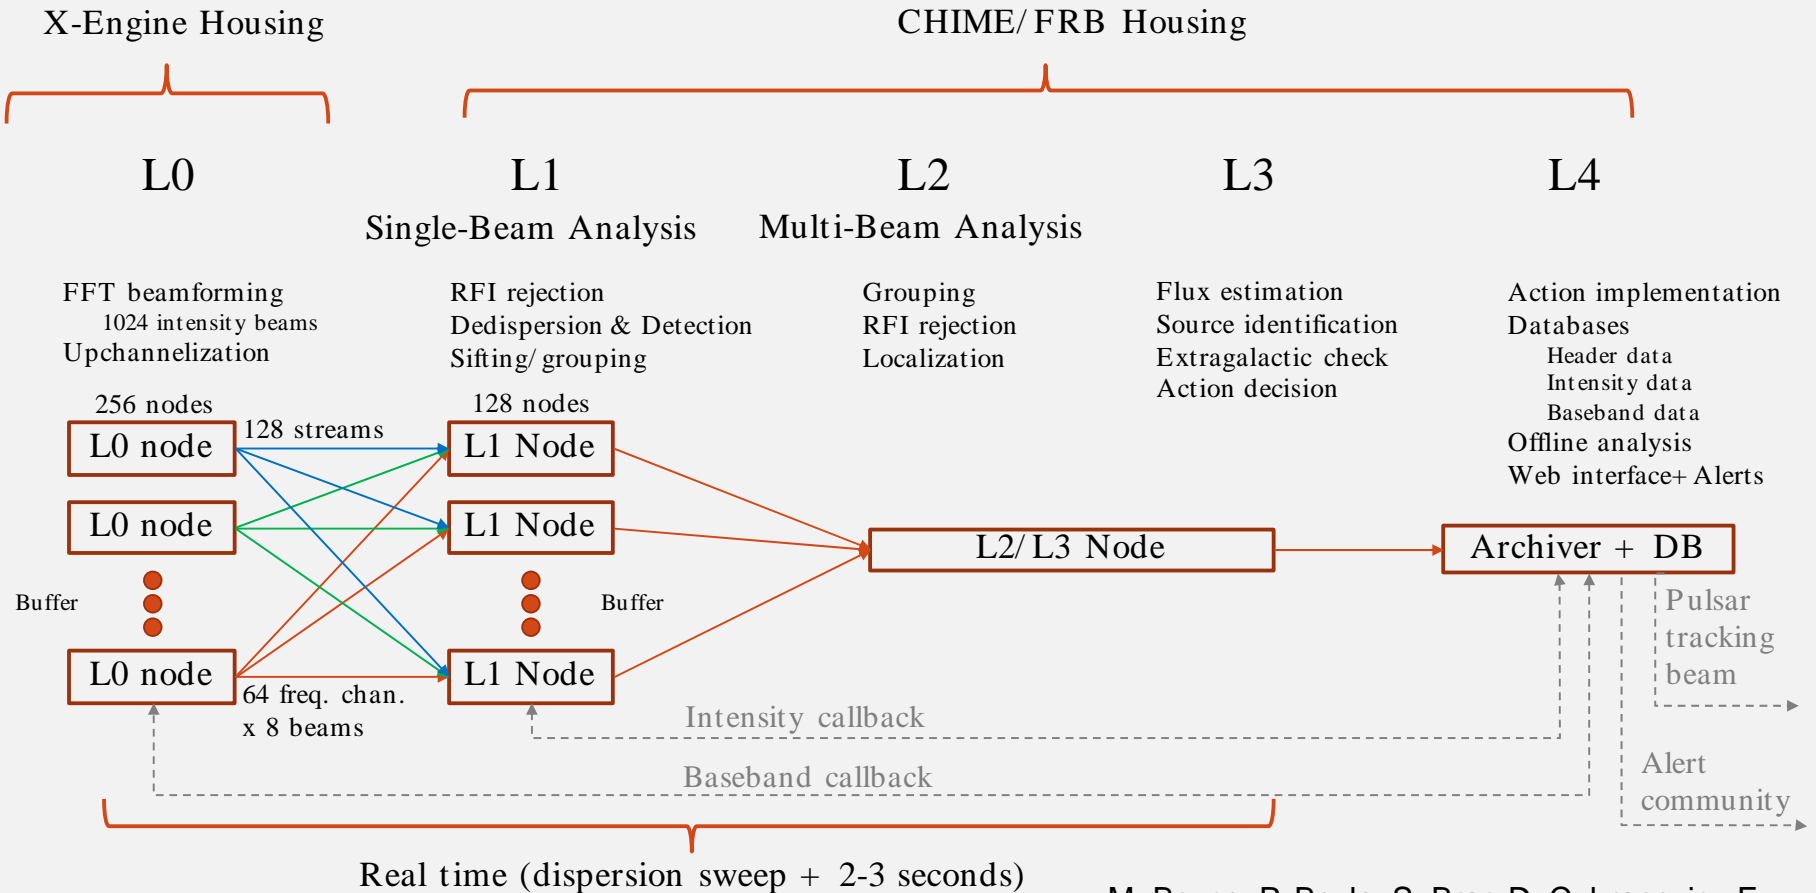 X-Engine Housing
CHIME/FRB Housing
L0
L1
L2
L3
L4
Single-Beam Analysis
Multi-Beam Analysis
FFT beamforming
1024 intensity beams
Upchannelization
RFI rejection
Dedispersion & Detection
Sifting/grouping
Grouping
RFI rejection
Localization
Flux estimation
Source identification
Extragalactic check
Action decision
Action implementation
Databases
Header data
Intensity data
Baseband data
Offline analysis
Web interface+ Alerts
256 nodes
128 streams
128 nodes
L0 node
L1 Node
L0 node
L1 Node
L2/L3 Node
Archiver + DB
Buffer
Buffer
L0 node
L1 Node
64 freq. chan.
x 8 beams
Pulsar
tracking
beam
Intensity callback
Baseband callback
Alert
community
Real time (dispersion sweep + 2-3 seconds)